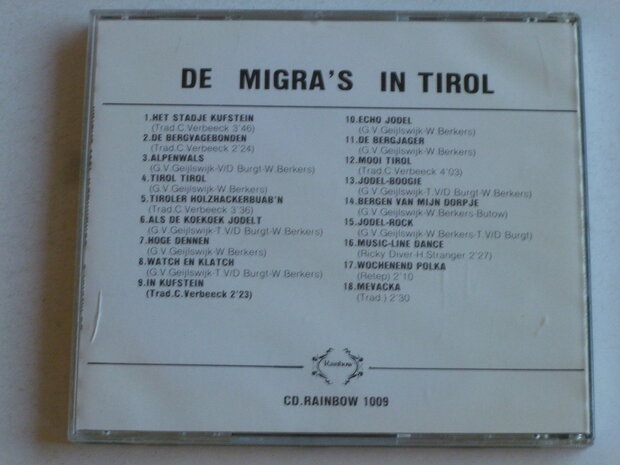 DE MIGRA'S IN TIROL
1.HET STADJE KUFSTEIN
(Trad.C.Verbeeck 3'46)
2.DE BERGVAGEBONDEN
(Trad.C.Verbeeck 2'24)
3.ALPENWALS
(G.V.Geijlswijk-V/D Burgt-W.Berkers)
4.TIROL TIROL
(G.V.Geijlswijk-W.Berkers)
5.TIROLER HOLZHACKERBUAB'N
(Trad.C.Verbeeck 3'36)
6.ALS DE KOEKOEK JODELT
(G.V.Geijlswijk-T.V/D Burgt-W.Berkers)
7.HOGE DENNEN
(G.V.Geijlswijk-W.Berkers)
8.WATCH EN KLATCH
(G.V.Geijlswijk-T.V/D Burgt-W.Berkers)
9.IN KUFSTEIN
(Trad.C.Verbeeck 2'23)
10.ECHO JODEL
(G.V.Geijlswijk-W.Berkers)
11.DE BERGJAGER
(G.V.Geijlswijk-W.Berkers)
12.MOOI TIROL
(Trad.C.Verbeeck 4'03)
13.JODEL-BOOGIE
(G.V.Geijlswijk-T.V/D Burgt-W.Berkers)
14.BERGEN VAN MIJN DORPJE
(G.V.Geijlswijk-W.Berkers-Butow)
15.JODEL-ROCK
(G.V.Geijlswijk-W.Berkers-T.V/D Burgt)
16.MUSIC-LINE DANCE
(Ricky Diver-H.Stranger 2'27)
17.WOCHENEND POLKA
(Retep) 2'10
18.MEVACKA
(Trad.) 2'30
Rainbow
CD.RAINBOW 1009